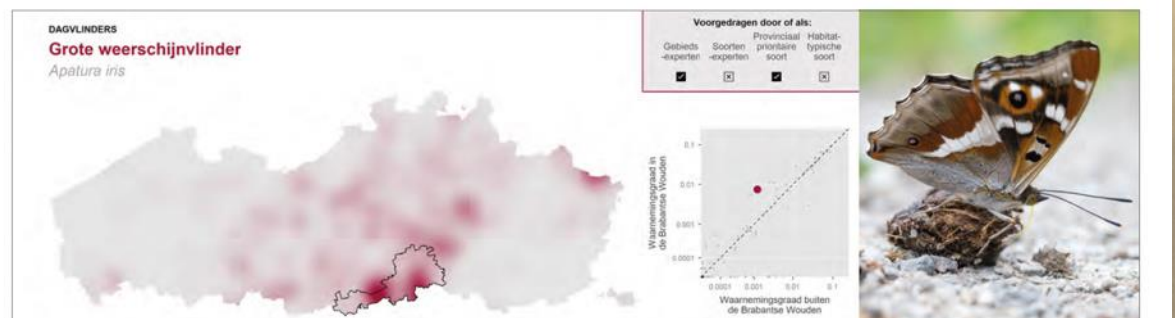 DAGVLINDERS
Grote weerschijnvlinder
Apatura iris
Voorgedragen door of als:
Gebieds
-experten
Soorten
-experten
Provinciaal
prioritaire
soort
Habitat-
typische
soort
0.1
0.01
0.001
0.0001
Waarnemingsgraad in
de Brabantse Wouden
0.0001
0.001
0.01
0.1
Waarnemingsgraad buiten
de Brabantse Wouden